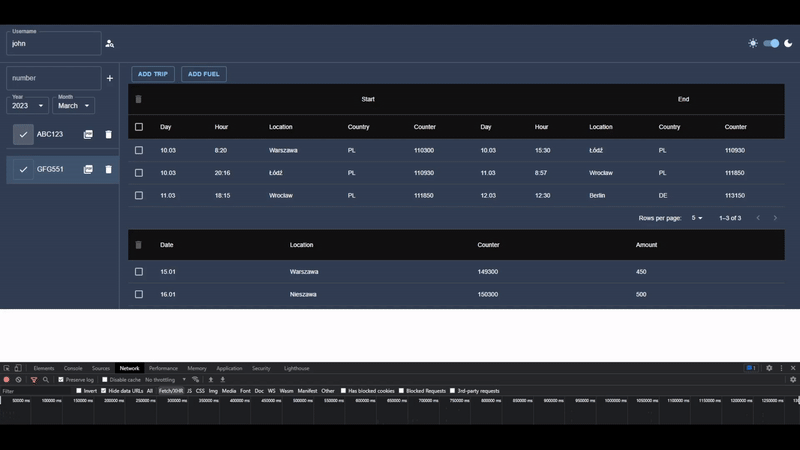 Username
john
number
Year Month
2023 March
ABC123
GFG551
ADD TRIP ADD FUEL
Start End
Day Hour Location Country Counter Day Hour Location Country Counter
10.03 8:20 Warszawa PL 110300 10.03 15:30 Łódź PL 110930
10.03 20:16 Łódź PL 110930 11.03 8:57 Wrocław PL 111850
11.03 18:15 Wrocław PL 111850 12.03 12:30 Berlin DE 113150
Rows per page: 5 1–3 of 3
Date Location Counter Amount
15.01 Warszawa 149300 450
16.01 Nieszawa 150300 500
Elements Console Sources Network Performance Memory Application Security Lighthouse 1
Preserve log Disable cache No throttling
Filter Invert Hide data URLs All Fetch/XHR JS CSS Img Media Font Doc WS Wasm Manifest Other Has blocked cookies Blocked Requests 3rd-party requests
50000 ms 100000 ms 150000 ms 200000 ms 250000 ms 300000 ms 350000 ms 400000 ms 450000 ms 500000 ms 550000 ms 600000 ms 650000 ms 700000 ms 750000 ms 800000 ms 850000 ms 900000 ms 950000 ms 1000000 ms 1050000 ms 1100000 ms 1150000 ms 1200000 ms 1250000 ms